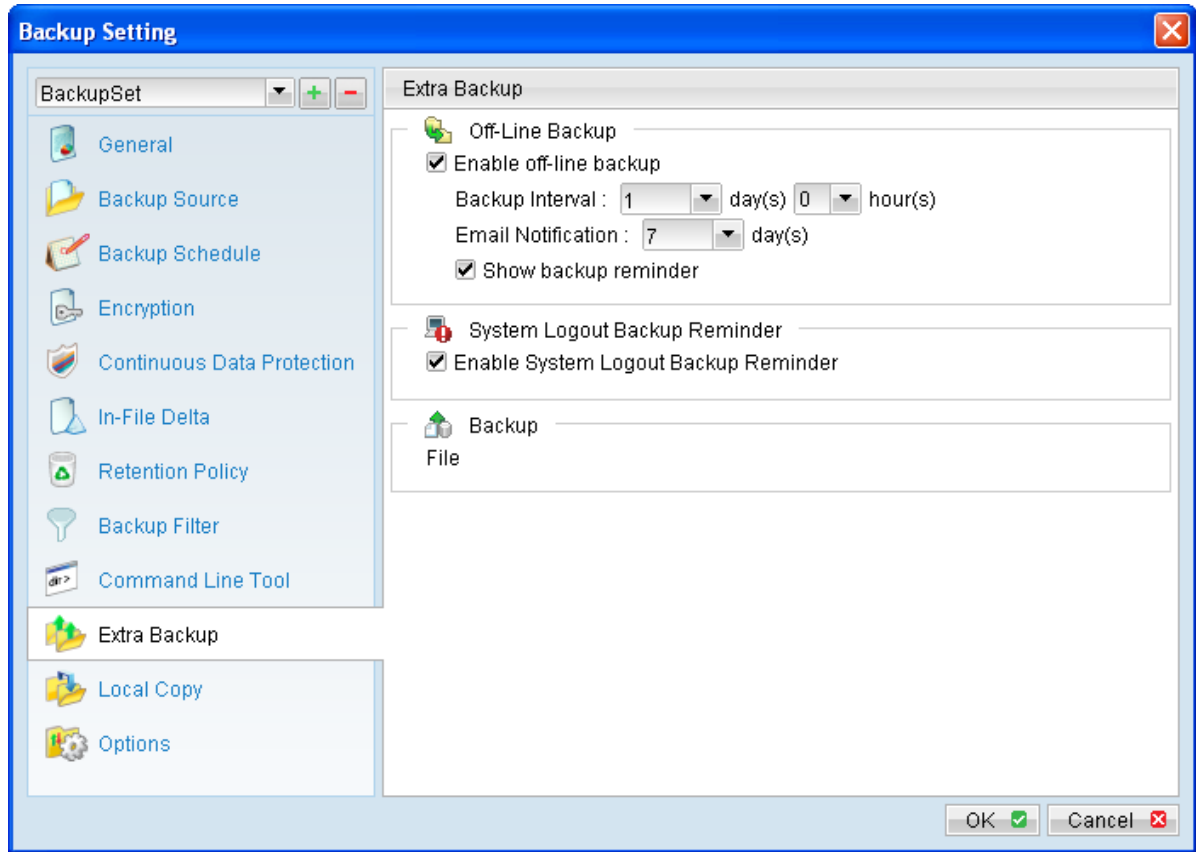 Backup Setting
BackupSet
General
Backup Source
Backup Schedule
Encryption
Continuous Data Protection
In-File Delta
Retention Policy
Backup Filter
dir >
Command Line Tool
Extra Backup
Local Copy
Options
Extra Backup
Off-Line Backup
Enable off-line backup
Backup Interval : 1 day(s) 0 hour(s)
Email Notification : 7 day(s)
Show backup reminder
System Logout Backup Reminder
Enable System Logout Backup Reminder
Backup
File
OK Cancel